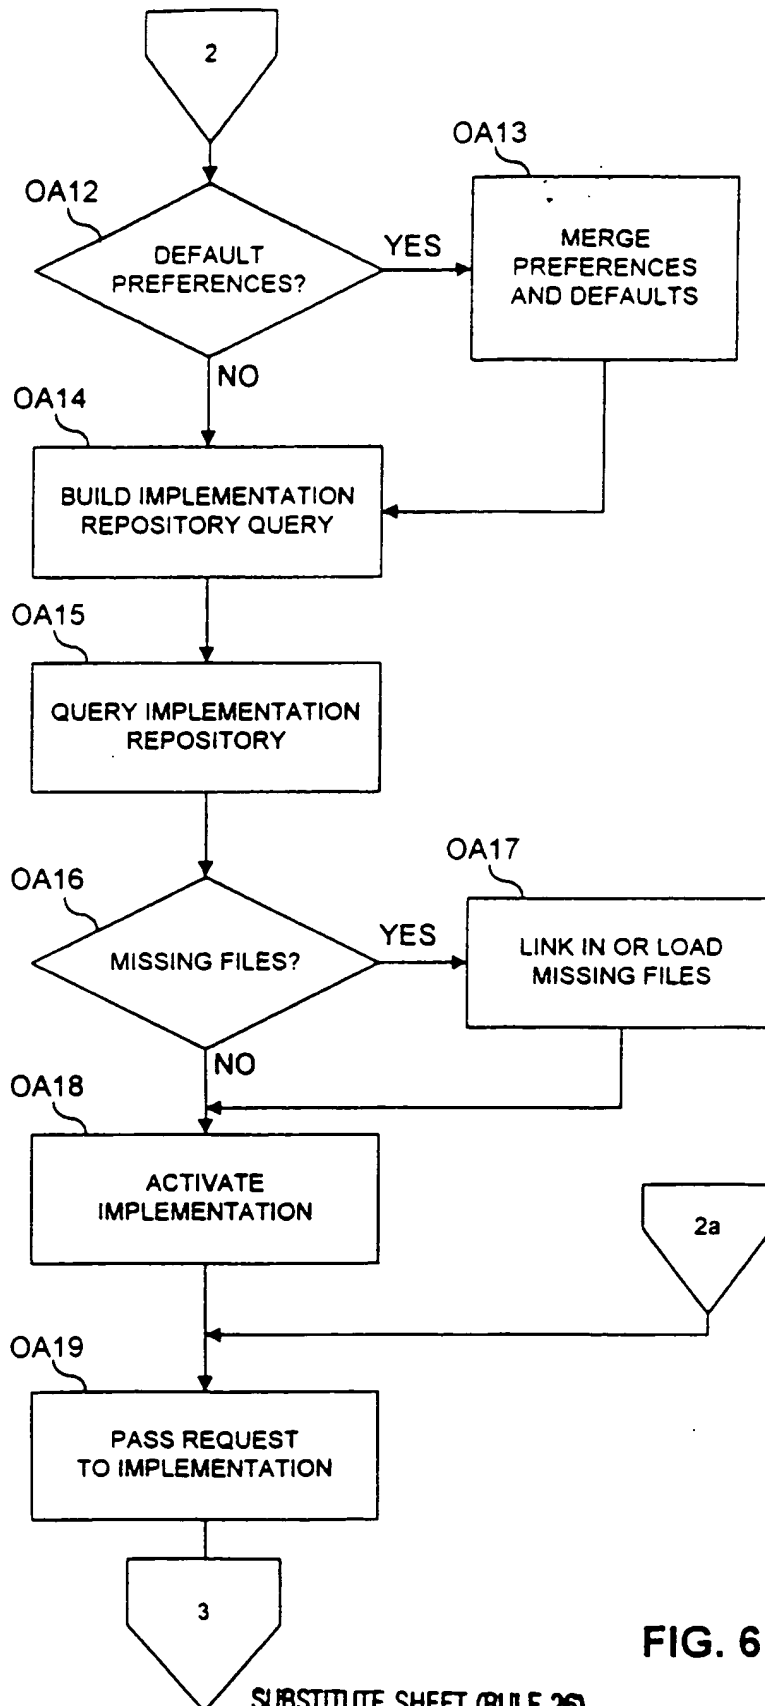 2
OA12
DEFAULT
PREFERENCES?
YES
OA13
MERGE
PREFERENCES
AND DEFAULTS
NO
OA14
BUILD IMPLEMENTATION
REPOSITORY QUERY
OA15
QUERY IMPLEMENTATION
REPOSITORY
OA16
MISSING FILES?
YES
OA17
LINK IN OR LOAD
MISSING FILES
NO
OA18
ACTIVATE
IMPLEMENTATION
2a
OA19
PASS REQUEST
TO IMPLEMENTATION
3
FIG. 6
SUBSTITUTE SHEET (RULE 26)